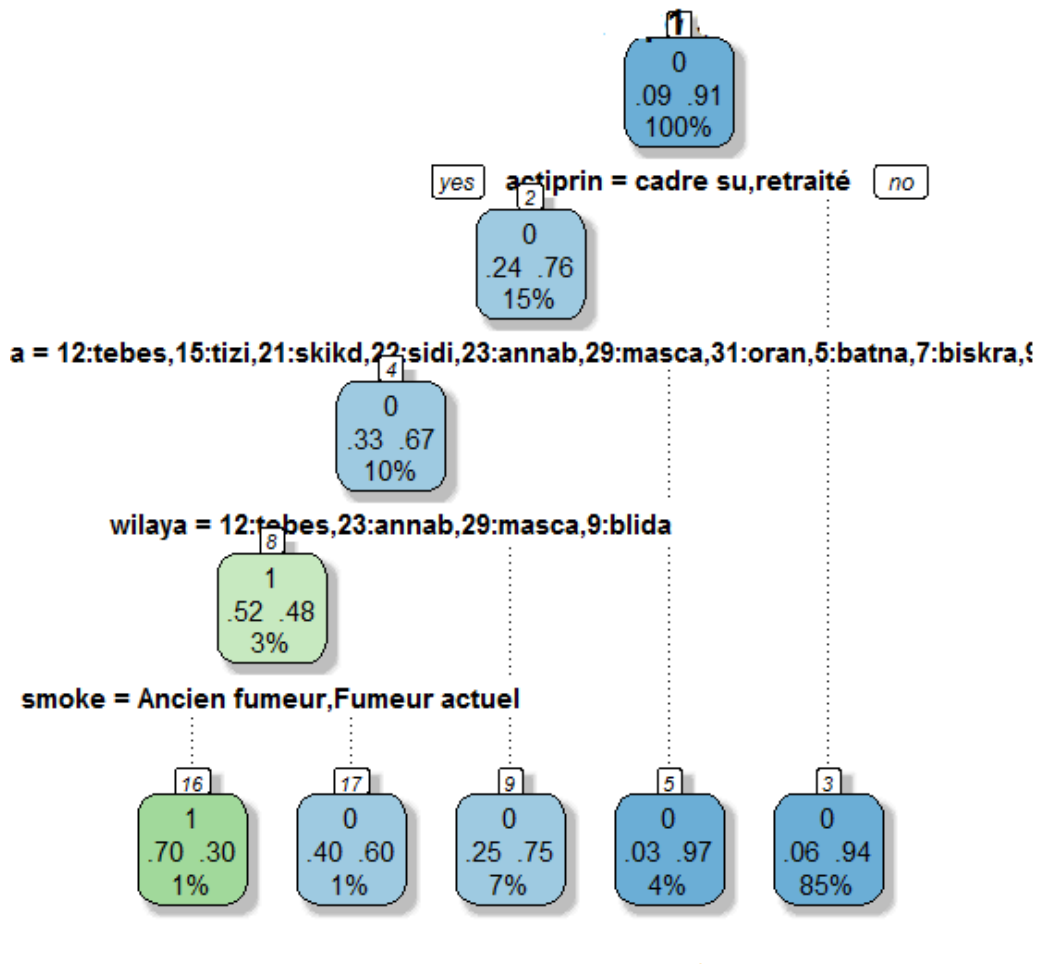 1
0
.09 .91
100%
yes actiprin = cadre su,retraité no
2
0
.24 .76
15%
a = 12:tebes,15:tizi,21:skikd,22:sidi,23:annab,29:masca,31:oran,5:batna,7:biskra,9
4
0
.33 .67
10%
wilaya = 12:tebes,23:annab,29:masca,9:blida
8
1
.52 .48
3%
smoke = Ancien fumeur,Fumeur actuel
16 17 9 5 3
1 0 0 0 0
.70 .30 .40 .60 .25 .75 .03 .97 .06 .94
1% 1% 7% 4% 85%